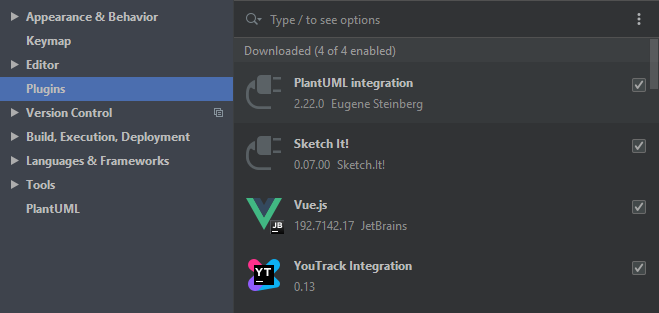 Appearance & Behavior
Keymap
Editor
Plugins
Version Control
Build, Execution, Deployment
Languages & Frameworks
Tools
PlantUML
Type / to see options
Downloaded (4 of 4 enabled)
PlantUML integration
2.22.0 Eugene Steinberg
Sketch It!
0.07.00 Sketch.It!
Vue.js
JB
192.7142.17 JetBrains
YT
YouTrack Integration
0.13